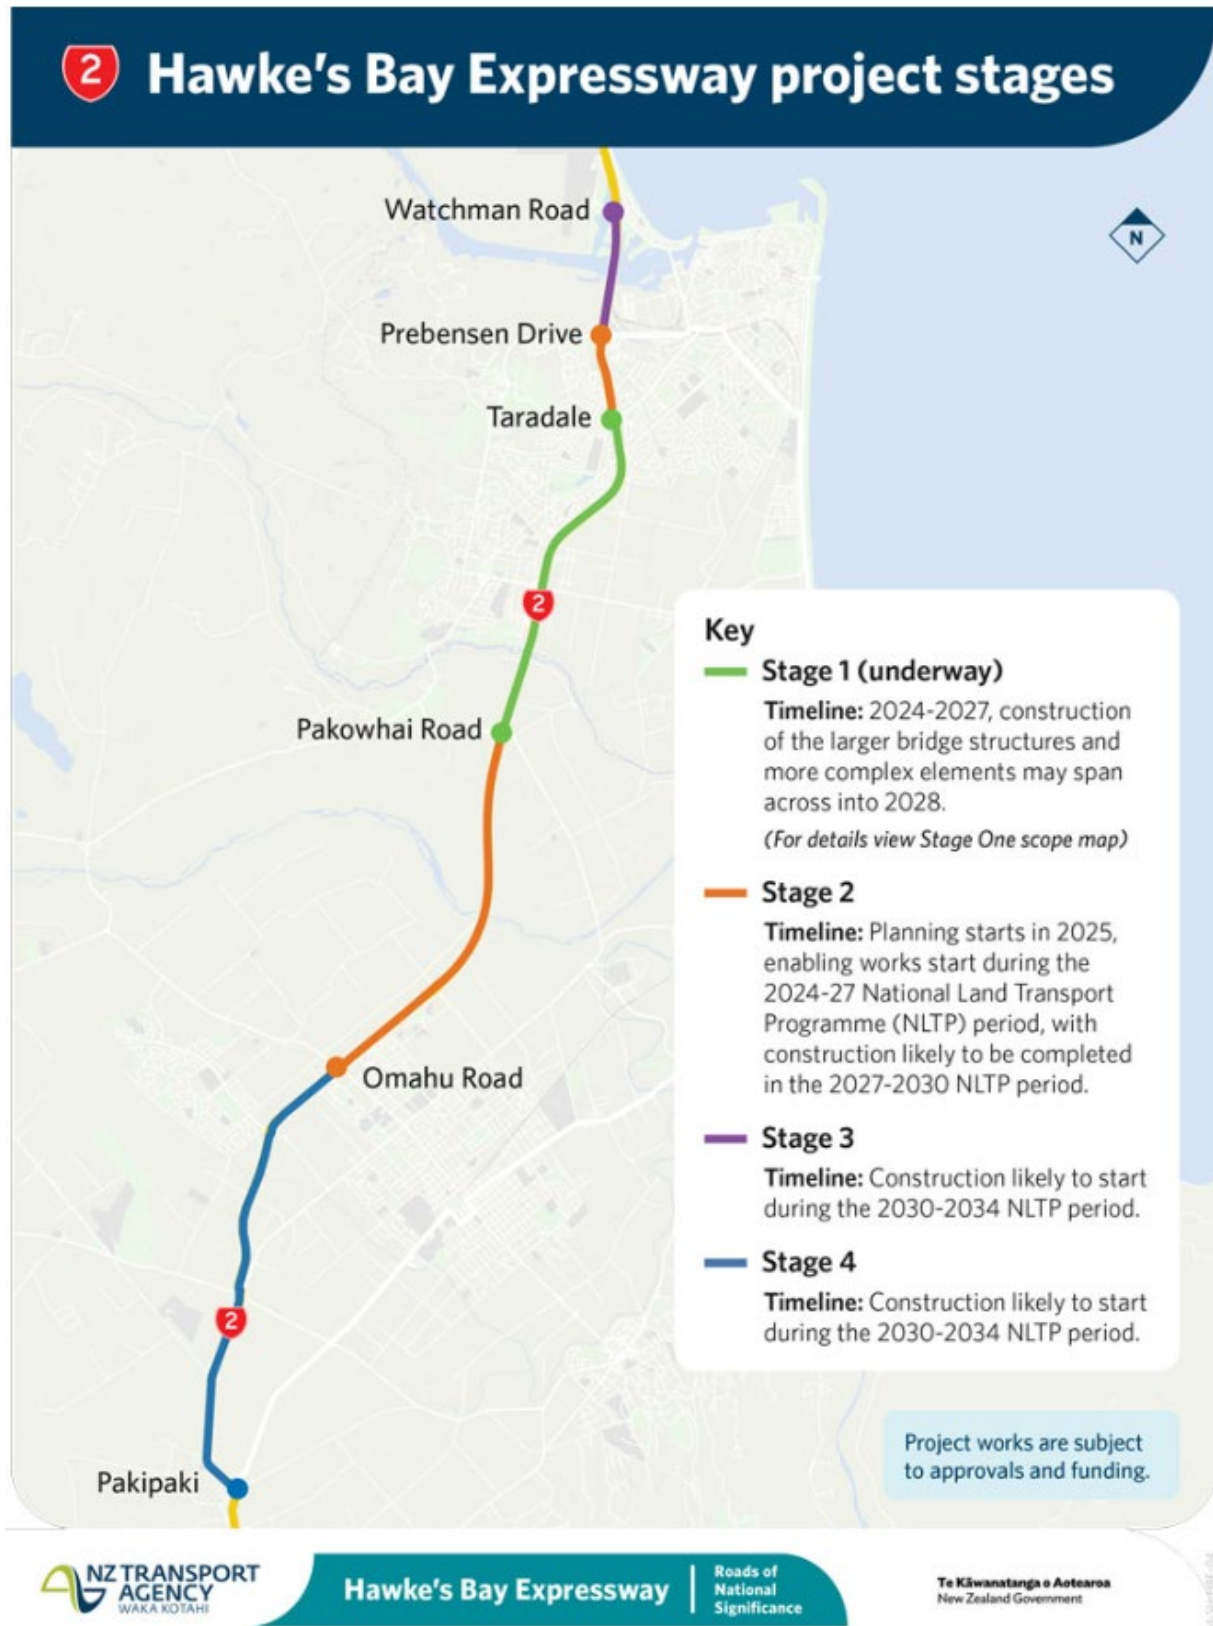 2 Hawke's Bay Expressway project stages
Watchman Road
N
Prebensen Drive
Taradale
2
Pakowhai Road
Omahu Road
2
Pakipaki
Key
Stage 1 (underway)
Timeline: 2024-2027, construction
of the larger bridge structures and
more complex elements may span
across into 2028.
(For details view Stage One scope map)
Stage 2
Timeline: Planning starts in 2025,
enabling works start during the
2024-27 National Land Transport
Programme (NLTP) period, with
construction likely to be completed
in the 2027-2030 NLTP period.
Stage 3
Timeline: Construction likely to start
during the 2030-2034 NLTP period.
Stage 4
Timeline: Construction likely to start
during the 2030-2034 NLTP period.
Project works are subject
to approvals and funding.
NZ TRANSPORT
AGENCY
WAKA KOTAHI
Hawke's Bay Expressway
Roads of
National
Significance
Te Kāwanatanga o Aotearoa
New Zealand Government